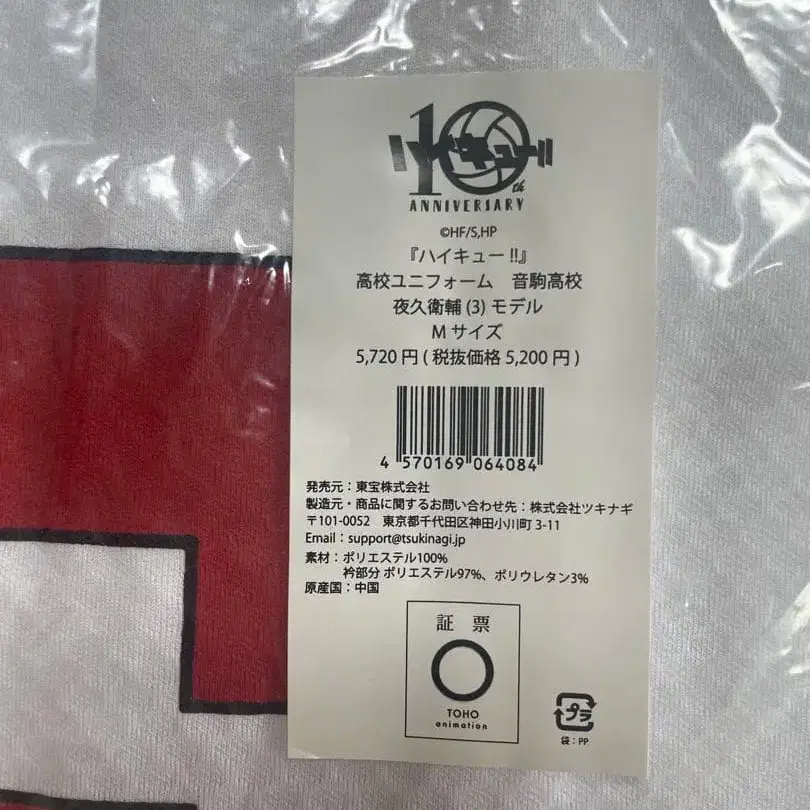 10th
ハイキュー!!
ANNIVERSARY
©HF/S,HP
『ハイキュー!!』
高校ユニフォーム 音駒高校
夜久衛輔 (3) モデル
M サイズ
5,720 円 ( 税抜価格 5,200 円 )
4 570169 064084
発売元：東宝株式会社
製造元・商品に関するお問い合わせ先：株式会社ツキナギ
〒101-0052 東京都千代田区神田小川町 3-11
Email：support@tsukinagi.jp
素材：ポリエステル100%
衿部分 ポリエステル97%、ポリウレタン3%
原産国：中国
証 票
TOHO
animation
プラ
袋：PP